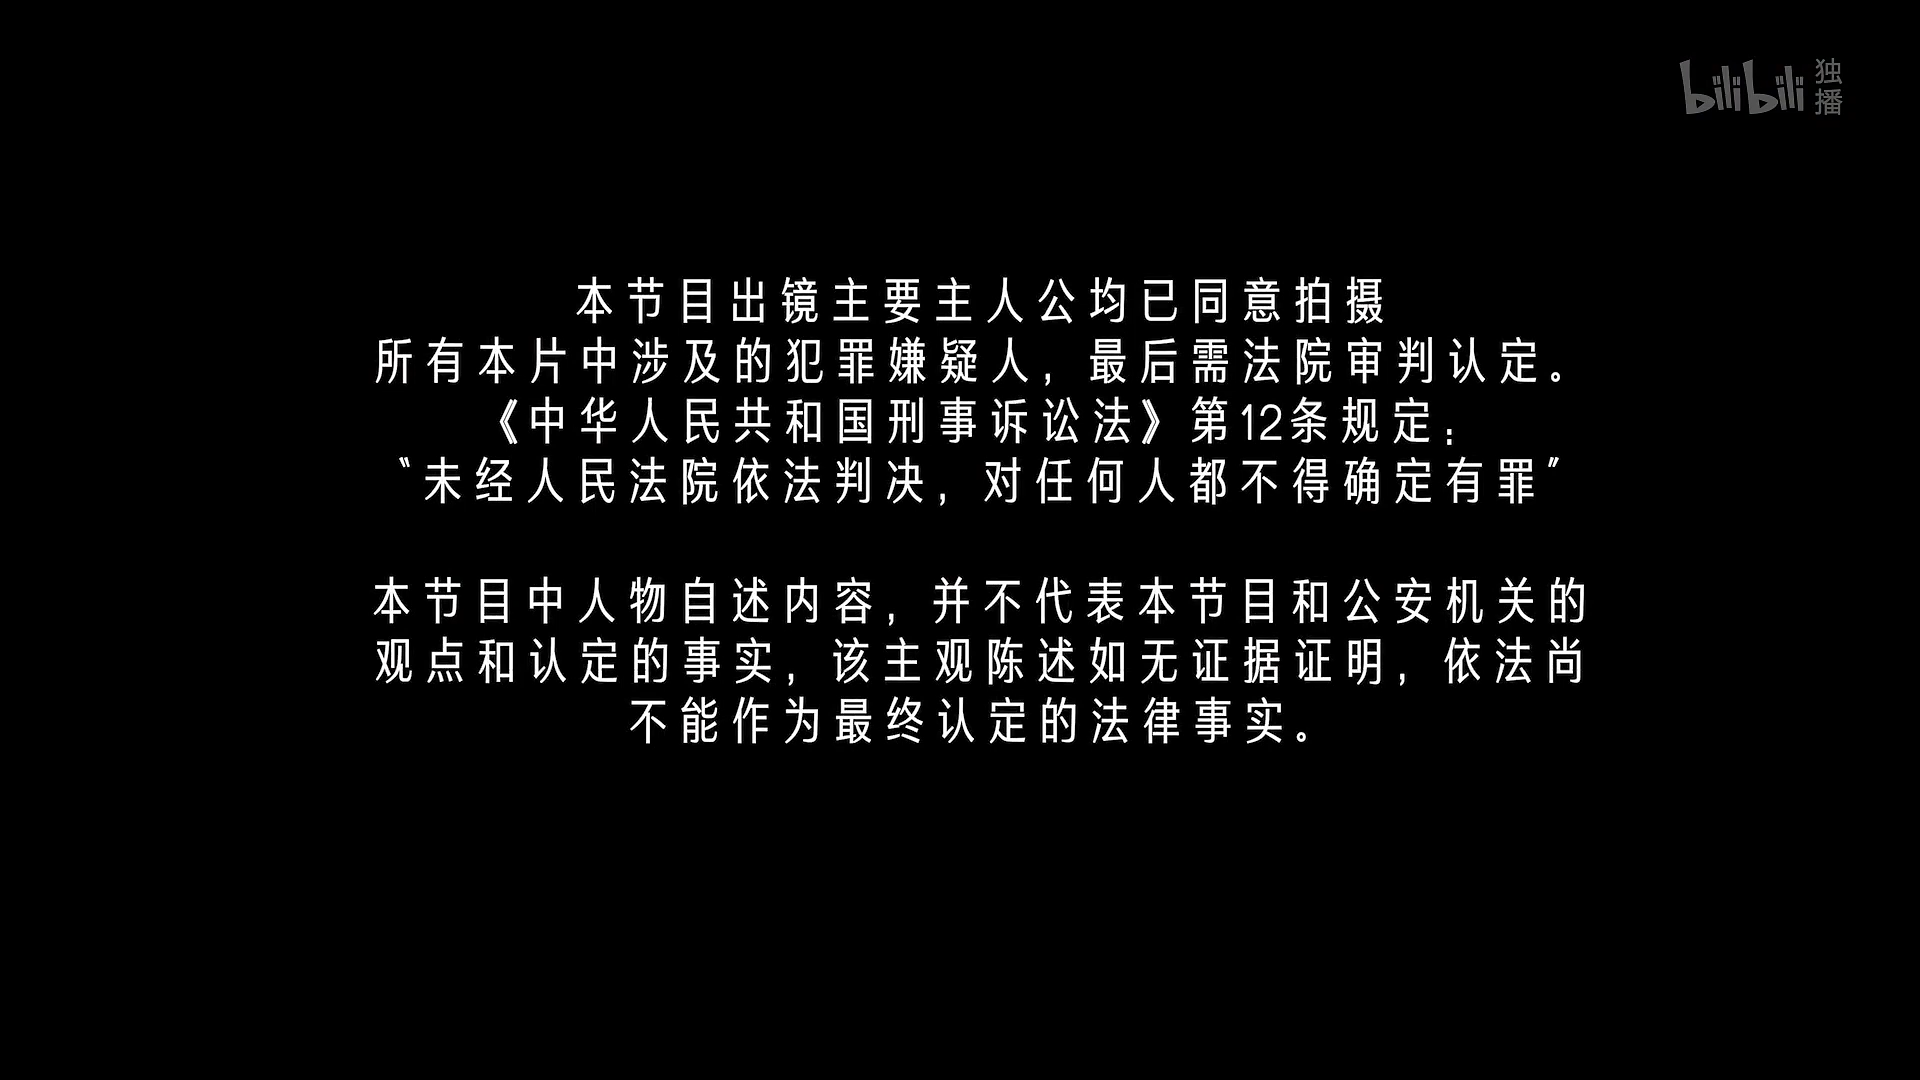 bilibili 独播
本节目出镜主要主人公均已同意拍摄
所有本片中涉及的犯罪嫌疑人，最后需法院审判认定。
《中华人民共和国刑事诉讼法》第12条规定：
“未经人民法院依法判决，对任何人都不得确定有罪”
本节目中人物自述内容，并不代表本节目和公安机关的
观点和认定的事实，该主观陈述如无证据证明，依法尚
不能作为最终认定的法律事实。